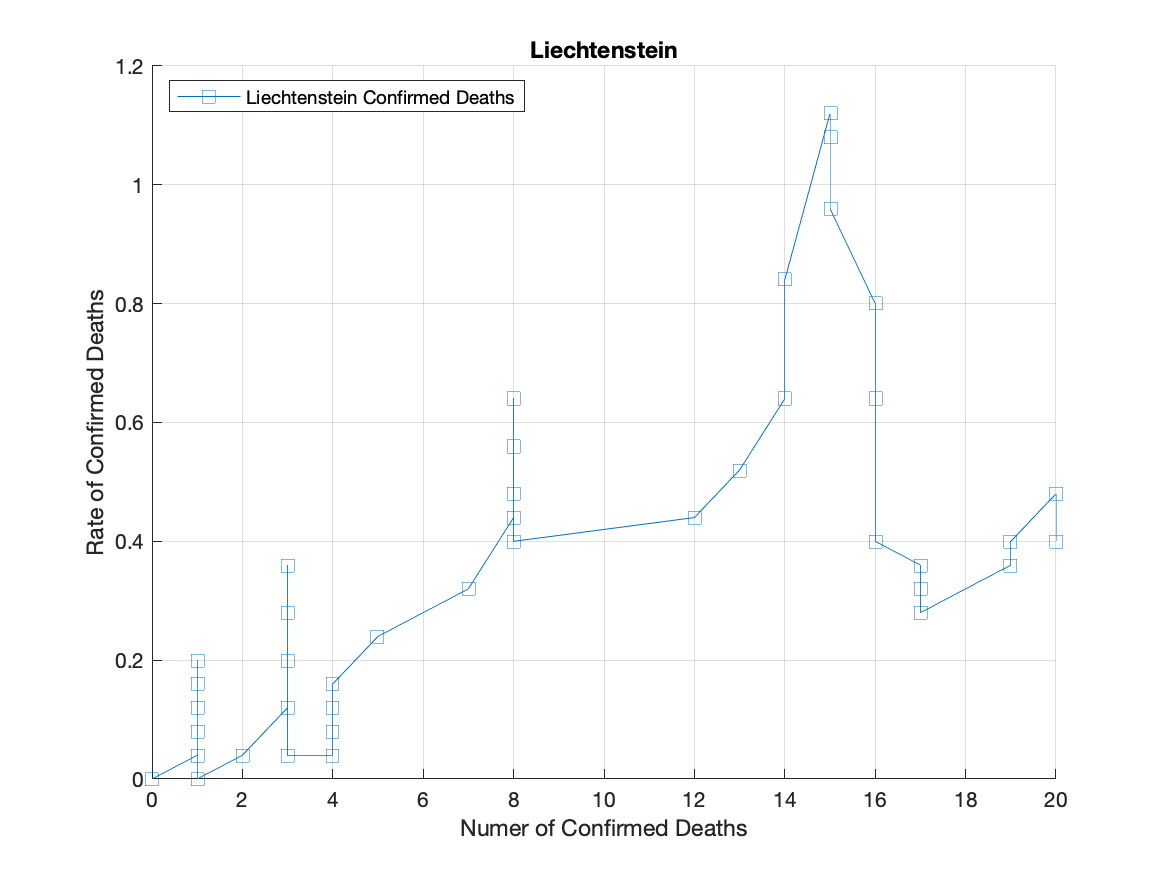 Liechtenstein
Liechtenstein Confirmed Deaths
1.2
1
0.8
0.6
0.4
0.2
0
Rate of Confirmed Deaths
0 2 4 6 8 10 12 14 16 18 20
Numer of Confirmed Deaths